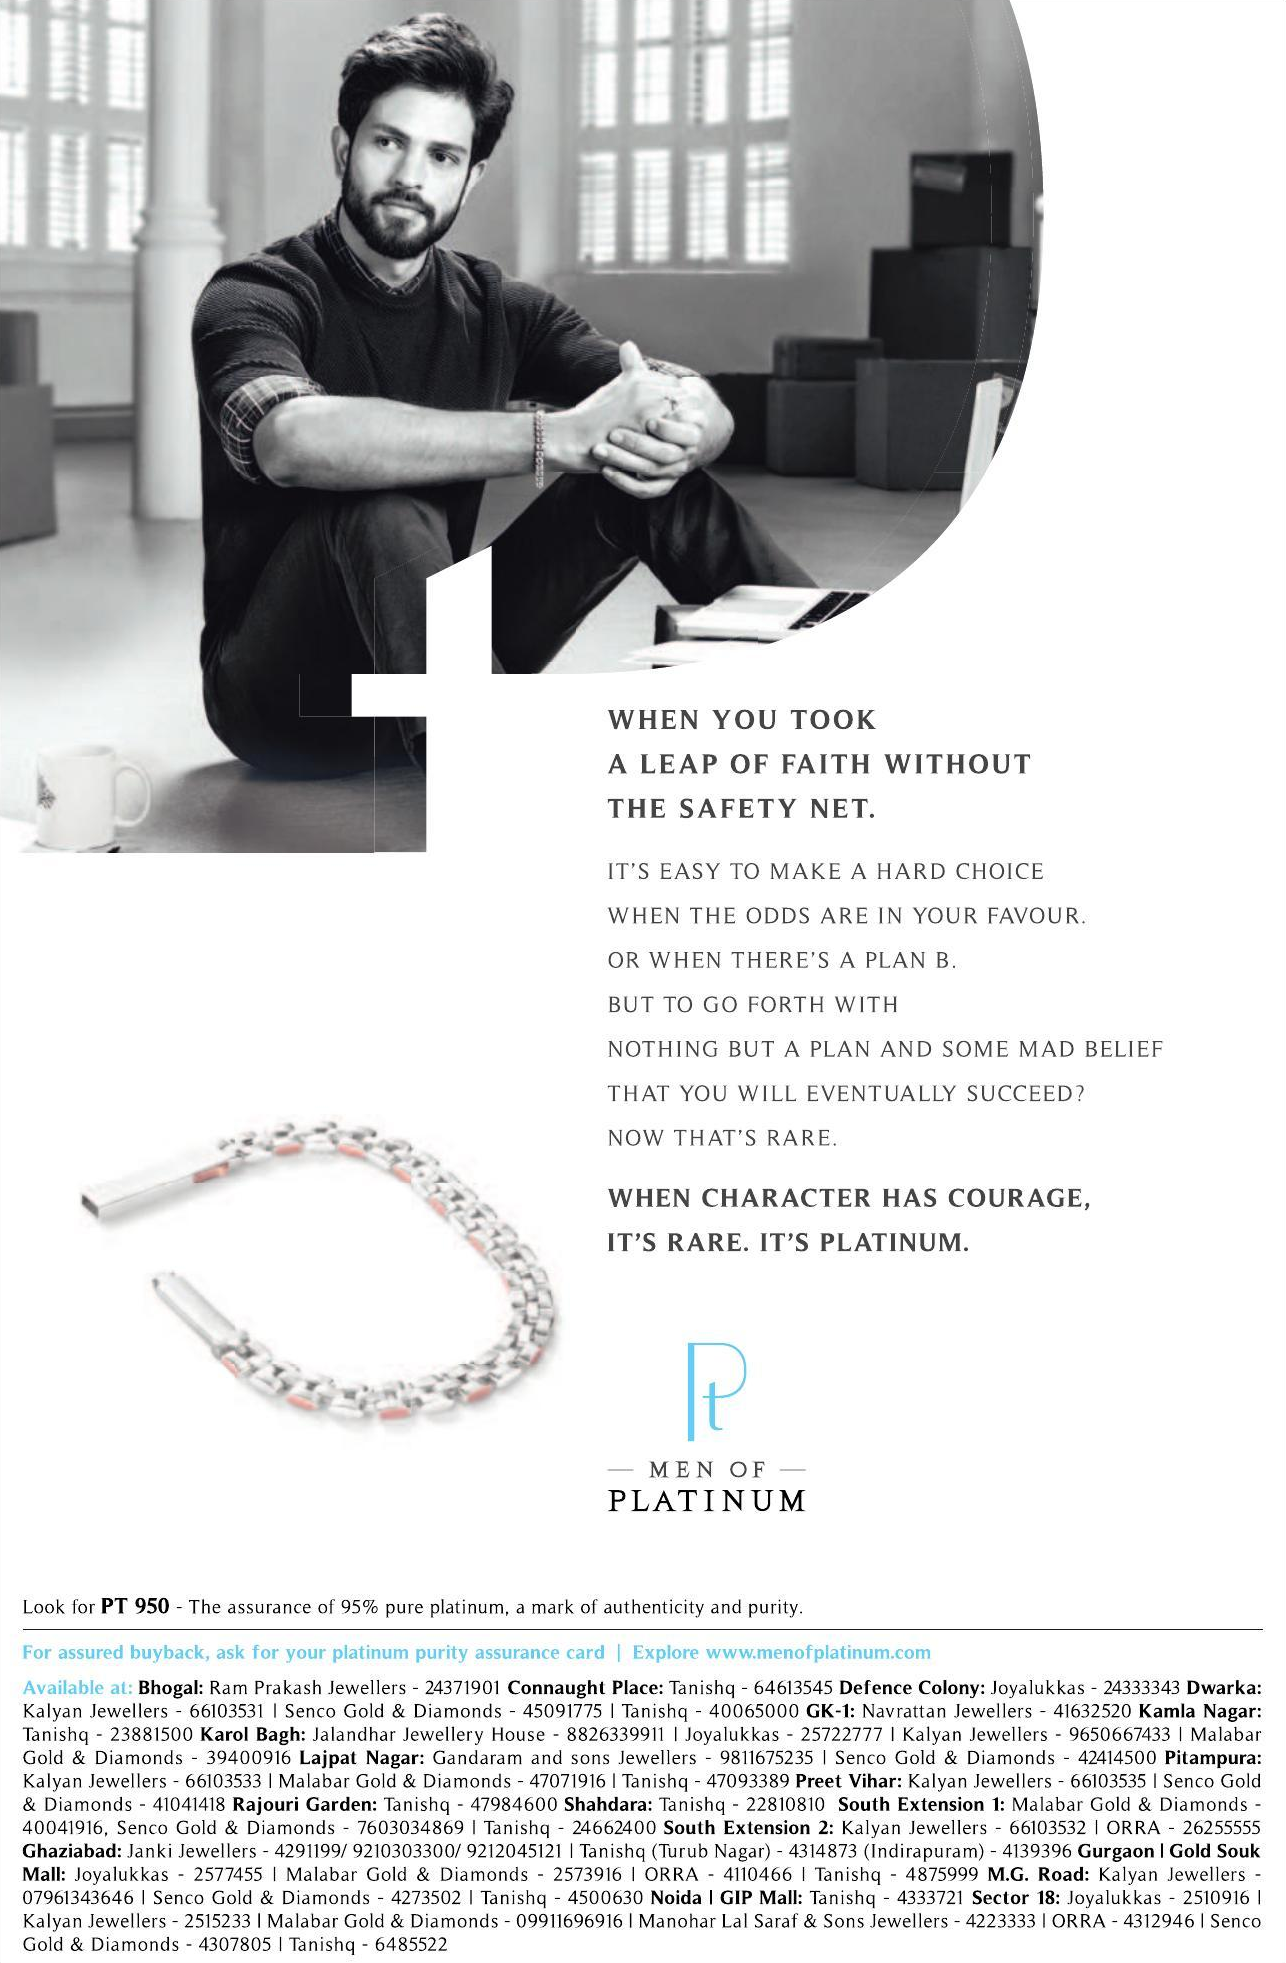 WHEN YOU TOOK
A LEAP OF FAITH WITHOUT
THE SAFETY NET.
IT'S EASY TO MAKE A HARD CHOICE
WHEN THE ODDS ARE IN YOUR FAVOUR.
OR WHEN THERE'S A PLAN B.
BUT TO GO FORTH WITH
NOTHING BUT A PLAN AND SOME MAD BELIEF
THAT YOU WILL EVENTUALLY SUCCEED?
NOW THAT'S RARE.
WHEN CHARACTER HAS COURAGE,
IT'S RARE. IT'S PLATINUM.
Pt
— MEN OF —
PLATINUM
Look for PT 950 - The assurance of 95% pure platinum, a mark of authenticity and purity.
For assured buyback, ask for your platinum purity assurance card | Explore www.menofplatinum.com
Available at: Bhogal: Ram Prakash Jewellers - 24371901 Connaught Place: Tanishq - 64613545 Defence Colony: Joyalukkas - 24333343 Dwarka:
Kalyan Jewellers - 66103531 | Senco Gold & Diamonds - 45091775 | Tanishq - 40065000 GK-1: Navrattan Jewellers - 41632520 Kamla Nagar:
Tanishq - 23881500 Karol Bagh: Jalandhar Jewellery House - 8826339911 | Joyalukkas - 25722777 | Kalyan Jewellers - 9650667433 | Malabar
Gold & Diamonds - 39400916 Lajpat Nagar: Gandaram and sons Jewellers - 9811675235 | Senco Gold & Diamonds - 42414500 Pitampura:
Kalyan Jewellers - 66103533 | Malabar Gold & Diamonds - 47071916 | Tanishq - 47093389 Preet Vihar: Kalyan Jewellers - 66103535 | Senco Gold
& Diamonds - 41041418 Rajouri Garden: Tanishq - 47984600 Shahdara: Tanishq - 22810810 South Extension 1: Malabar Gold & Diamonds -
40041916, Senco Gold & Diamonds - 7603034869 | Tanishq - 24662400 South Extension 2: Kalyan Jewellers - 66103532 | ORRA - 26255555
Ghaziabad: Janki Jewellers - 4291199/ 9210303300/ 9212045121 | Tanishq (Turub Nagar) - 4314873 (Indirapuram) - 4139396 Gurgaon | Gold Souk
Mall: Joyalukkas - 2577455 | Malabar Gold & Diamonds - 2573916 | ORRA - 4110466 | Tanishq - 4875999 M.G. Road: Kalyan Jewellers -
07961343646 | Senco Gold & Diamonds - 4273502 | Tanishq - 4500630 Noida | GIP Mall: Tanishq - 4333721 Sector 18: Joyalukkas - 2510916 |
Kalyan Jewellers - 2515233 | Malabar Gold & Diamonds - 09911696916 | Manohar Lal Saraf & Sons Jewellers - 4223333 | ORRA - 4312946 | Senco
Gold & Diamonds - 4307805 | Tanishq - 6485522